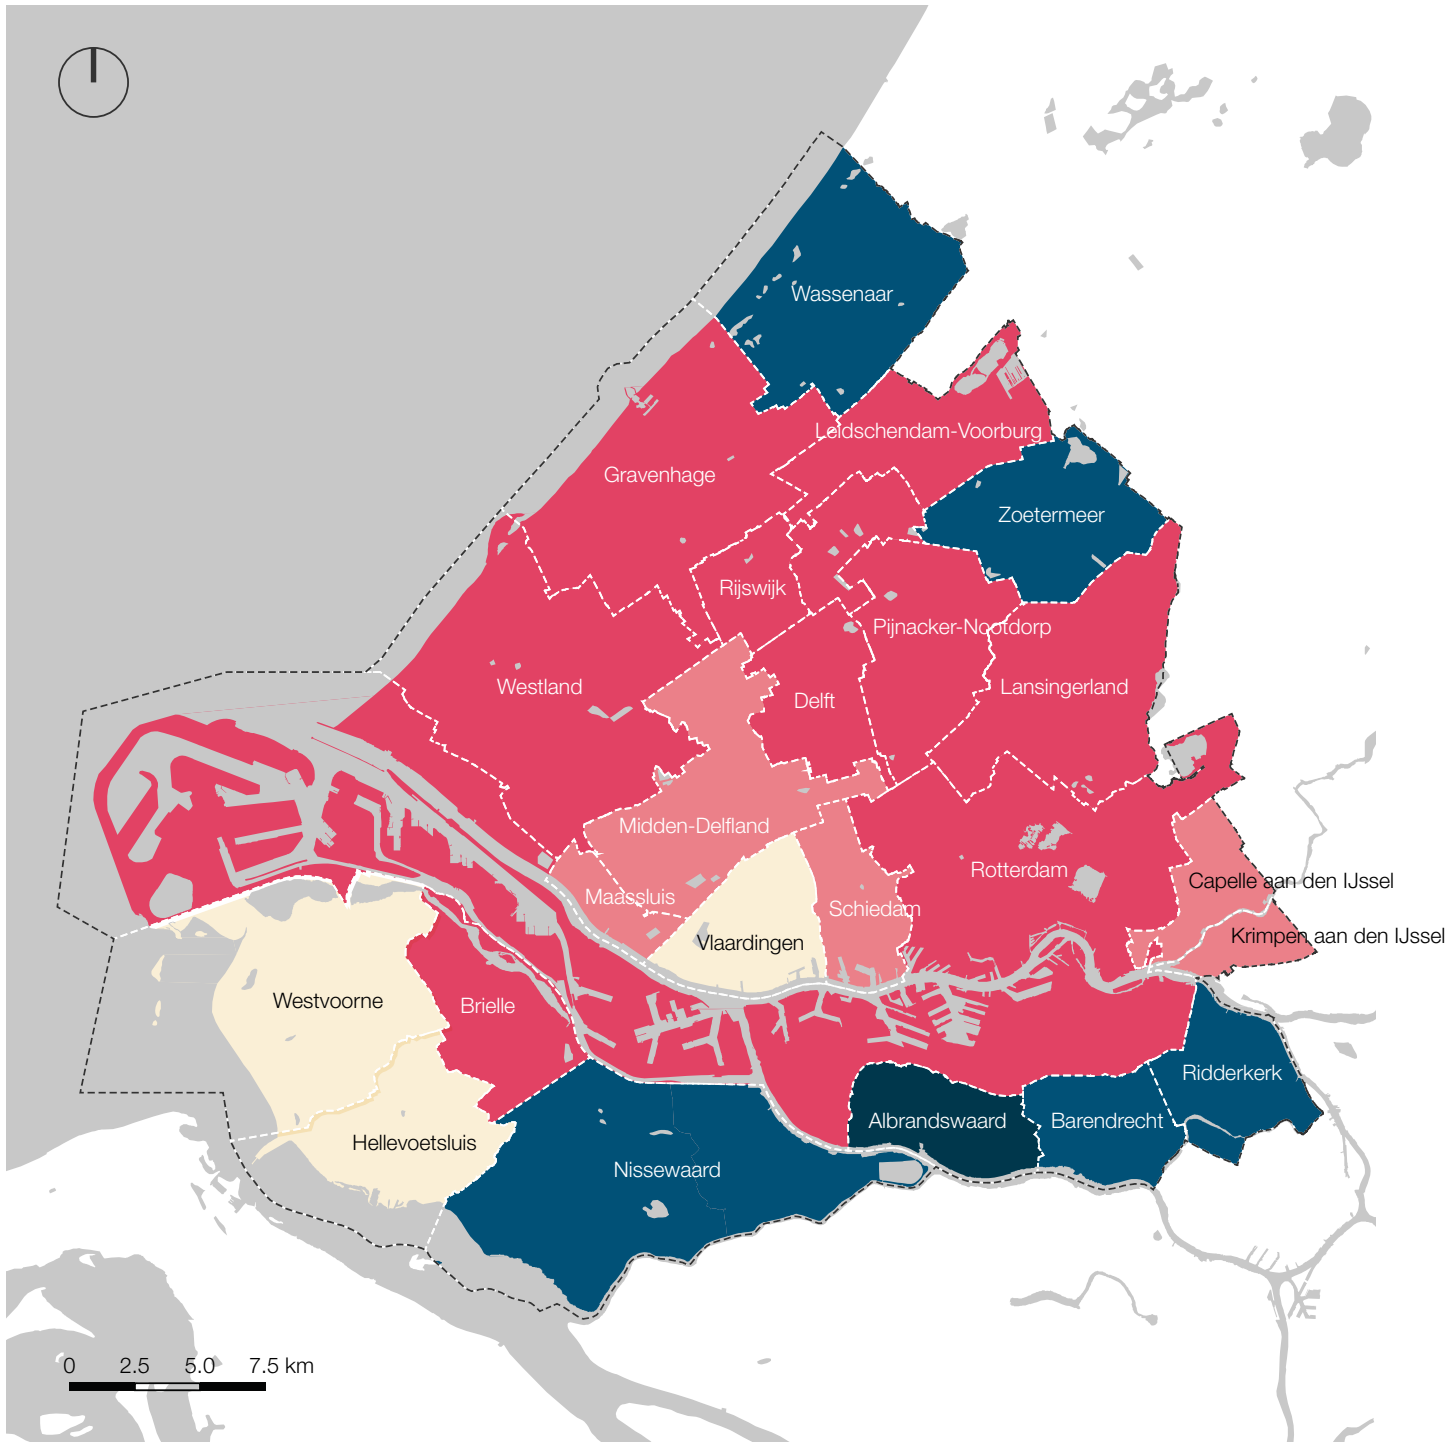 Wassenaar
Leidschendam-Voorburg
Gravenhage
Zoetermeer
Rijswijk
Pijnacker-Nootdorp
Westland
Delft
Lansingerland
Midden-Delfland
Rotterdam
Capelle aan den IJssel
Maassluis
Schiedam
Krimpen aan den IJssel
Vlaardingen
Westvoorne
Brielle
Ridderkerk
Albrandswaard
Barendrecht
Hellevoetsluis
Nissewaard
0 2.5 5.0 7.5 km